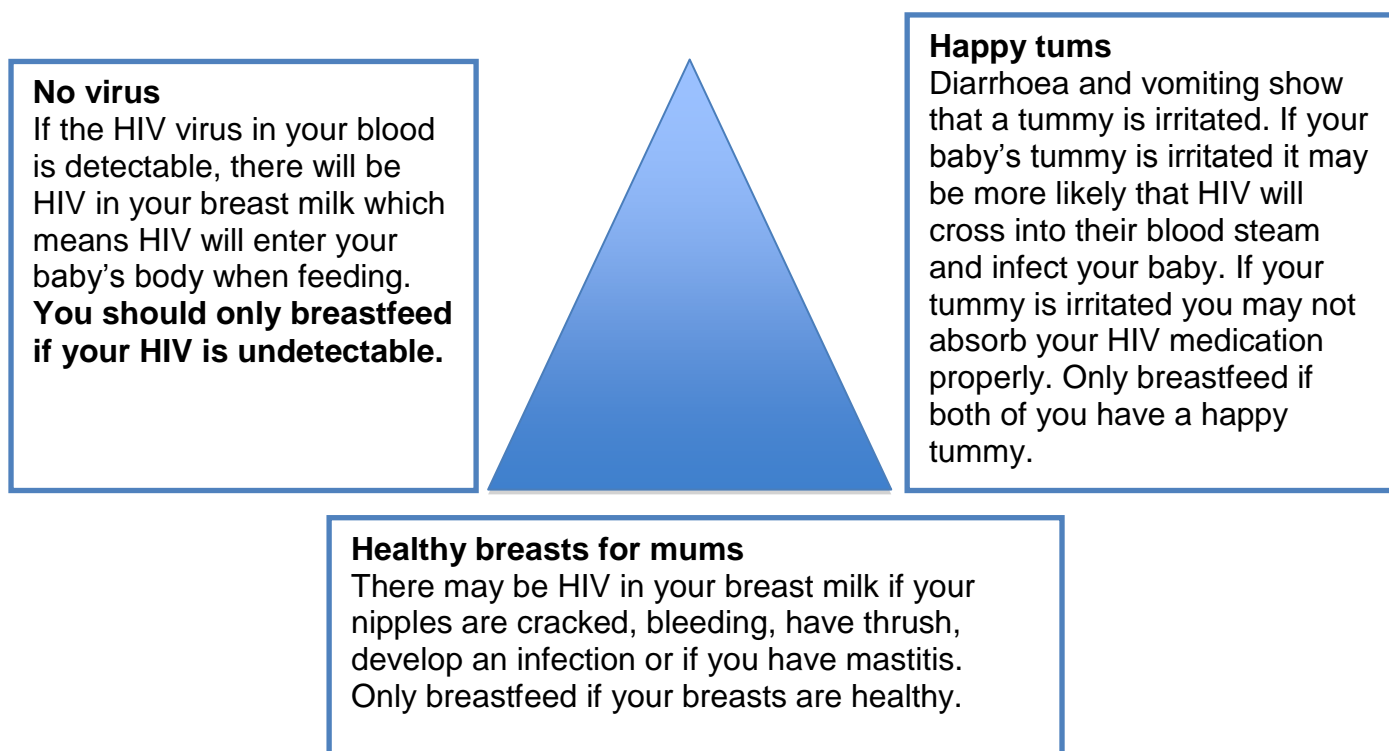 No virus
If the HIV virus in your blood
is detectable, there will be
HIV in your breast milk which
means HIV will enter your
baby’s body when feeding.
You should only breastfeed
if your HIV is undetectable.
Happy tums
Diarrhoea and vomiting show
that a tummy is irritated. If your
baby’s tummy is irritated it may
be more likely that HIV will
cross into their blood steam
and infect your baby. If your
tummy is irritated you may not
absorb your HIV medication
properly. Only breastfeed if
both of you have a happy
tummy.
Healthy breasts for mums
There may be HIV in your breast milk if your
nipples are cracked, bleeding, have thrush,
develop an infection or if you have mastitis.
Only breastfeed if your breasts are healthy.